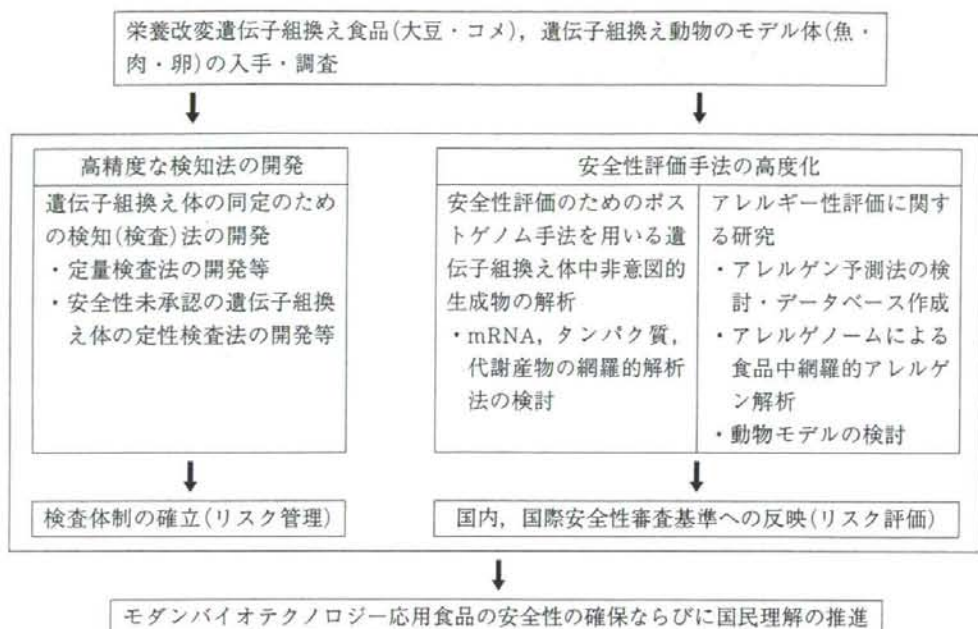 栄養改変遺伝子組換え食品(大豆・コメ)，遺伝子組換え動物のモデル体(魚・
肉・卵)の入手・調査
高精度な検知法の開発
遺伝子組換え体の同定のため
の検知(検査)法の開発
・定量検査法の開発等
・安全性未承認の遺伝子組換
え体の定性検査法の開発等
安全性評価手法の高度化
安全性評価のためのポス
トゲノム手法を用いる遺
伝子組換え体中非意図的
生成物の解析
・mRNA，タンパク質，
代謝産物の網羅的解析
法の検討
アレルギー性評価に関す
る研究
・アレルゲン予測法の検
討・データベース作成
・アレルゲノームによる
食品中網羅的アレルゲ
ン解析
・動物モデルの検討
検査体制の確立(リスク管理)
国内，国際安全性審査基準への反映(リスク評価)
モダンバイオテクノロジー応用食品の安全性の確保ならびに国民理解の推進